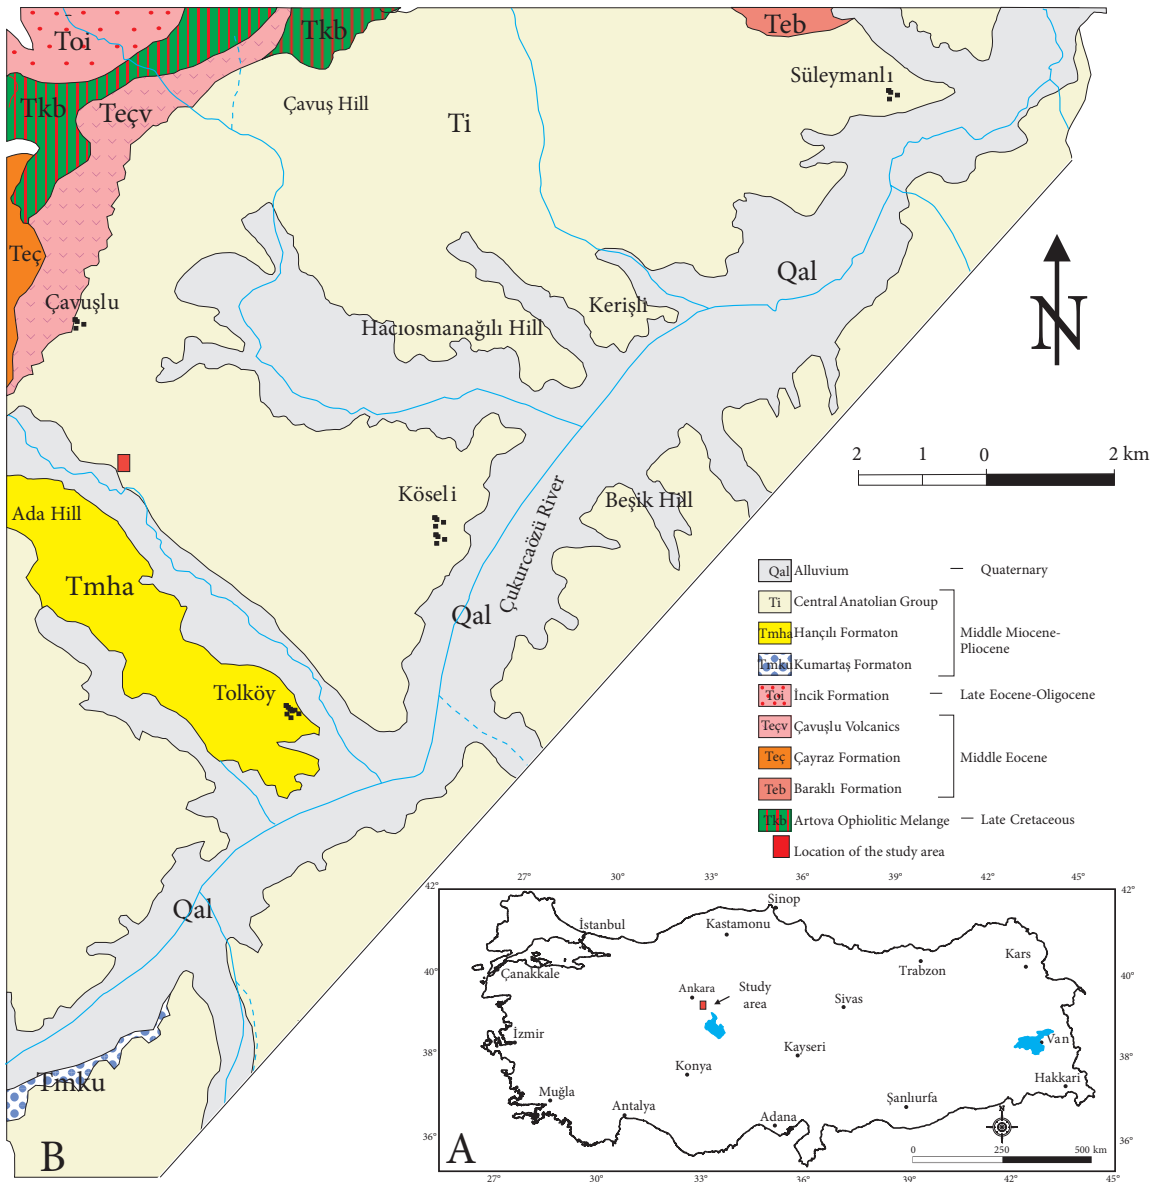 Toi
Tkb
Teb
Süleymanlı
Tkb
Teçv
Çavuş Hill
Ti
Teç
Qal
Çavuşlu
Kerişli
Hacıosmanağılı Hill
N
2 1 0 2 km
Köseli
Beşik Hill
Ada Hill
Çukurcaözü River
Tmha
Qal
Tolköy
Qal
Tmku
B
Qal Alluvium – Quaternary
Ti Central Anatolian Group
Tmha Hançılı Formaton
Middle Miocene-
Pliocene
Tmku Kumartaş Formaton
Toi İncik Formation – Late Eocene-Oligocene
Teçv Çavuşlu Volcanics
Teç Çayraz Formation
Middle Eocene
Teb Baraklı Formation
Tkb Artova Ophiolitic Melange – Late Cretaceous
Location of the study area
27° 30° 33° 36° 39° 42° 45°
42° 42°
Sinop
İstanbul
Kastamonu
Kars
Trabzon
40° 40°
Çanakkale
Ankara
Study
area
Sivas
İzmir
Van
38° 38°
Kayseri
Konya
Hakkari
Muğla
Şanlıurfa
Antalya
Adana
N
36° 36°
A
0 250 500 km
27° 30° 33° 36° 39° 42° 45°